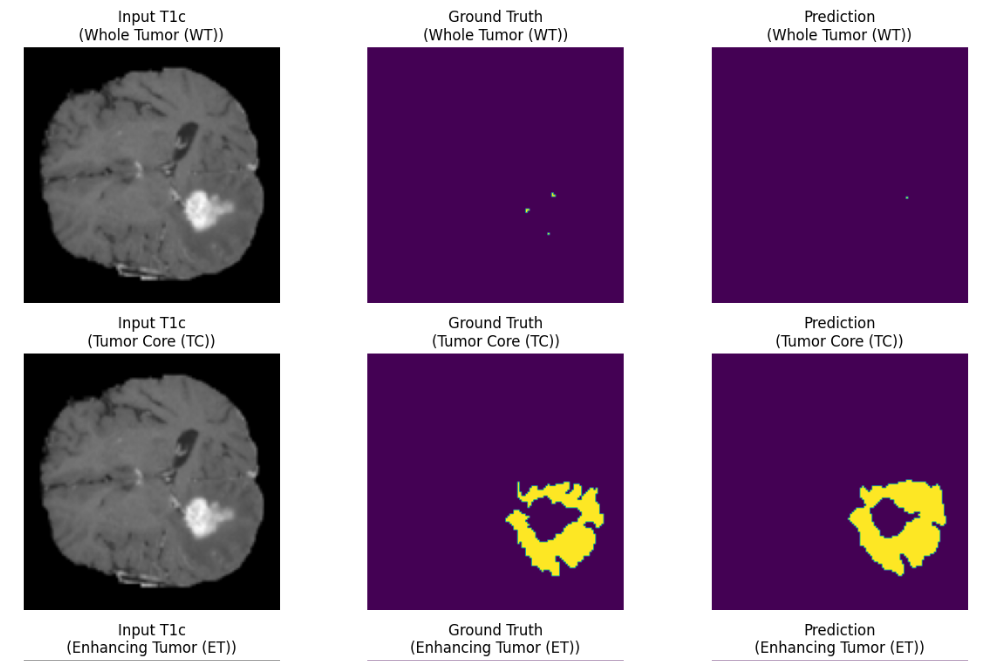 Input T1c
(Whole Tumor (WT))
Ground Truth
(Whole Tumor (WT))
Prediction
(Whole Tumor (WT))
Input T1c
(Tumor Core (TC))
Ground Truth
(Tumor Core (TC))
Prediction
(Tumor Core (TC))
Input T1c
(Enhancing Tumor (ET))
Ground Truth
(Enhancing Tumor (ET))
Prediction
(Enhancing Tumor (ET))